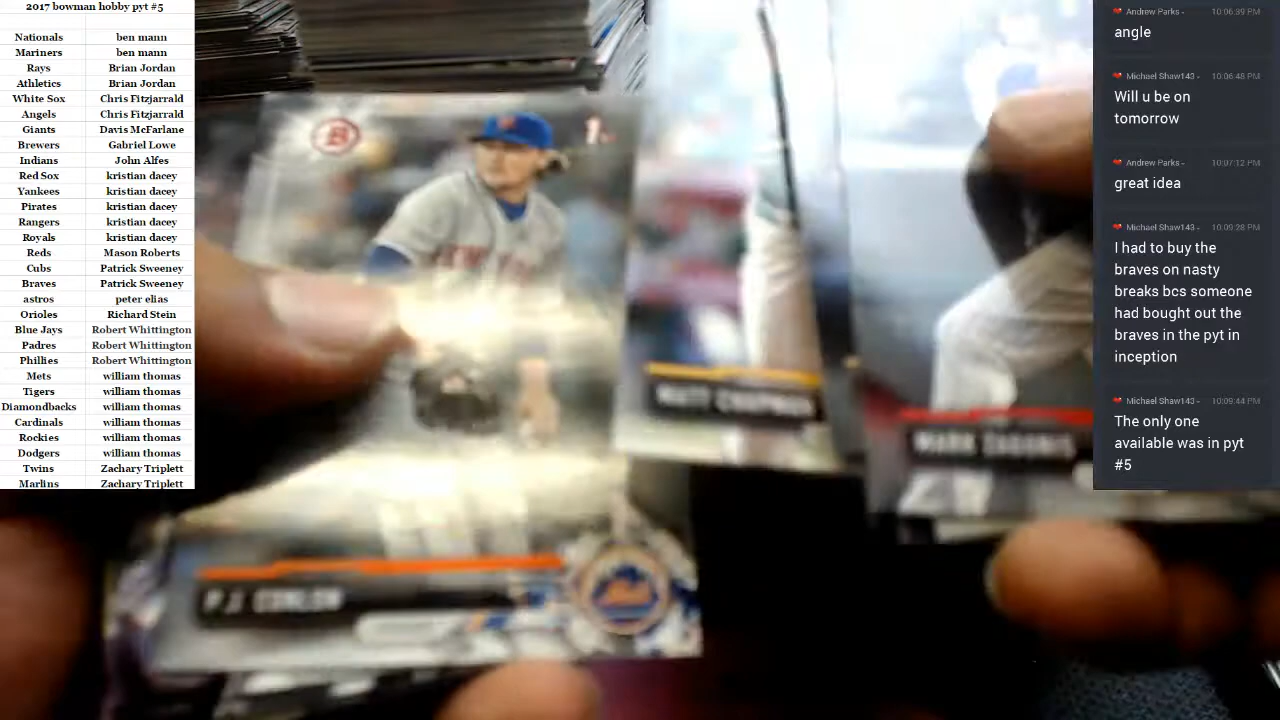 2017 bowman hobby pyt #5
Nationals ben mann
Mariners ben mann
Rays Brian Jordan
Athletics Brian Jordan
White Sox Chris Fitzjarrald
Angels Chris Fitzjarrald
Giants Davis McFarlane
Brewers Gabriel Lowe
Indians John Alfes
Red Sox kristian dacey
Yankees kristian dacey
Pirates kristian dacey
Rangers kristian dacey
Royals kristian dacey
Reds Mason Roberts
Cubs Patrick Sweeney
Braves Patrick Sweeney
astros peter elias
Orioles Richard Stein
Blue Jays Robert Whittington
Padres Robert Whittington
Phillies Robert Whittington
Mets william thomas
Tigers william thomas
Diamondbacks william thomas
Cardinals william thomas
Rockies william thomas
Dodgers william thomas
Twins Zachary Triplett
Marlins Zachary Triplett
B
NEW YORK
P.J. CONLON
Mets
MATT CHAPMAN
MARK ZAGUNIS
Andrew Parks - 10:06:39 PM
angle
Michael Shaw143 - 10:06:48 PM
Will u be on
tomorrow
Andrew Parks - 10:07:12 PM
great idea
Michael Shaw143 - 10:09:28 PM
I had to buy the
braves on nasty
breaks bcs someone
had bought out the
braves in the pyt in
inception
Michael Shaw143 - 10:09:44 PM
The only one
available was in pyt
#5